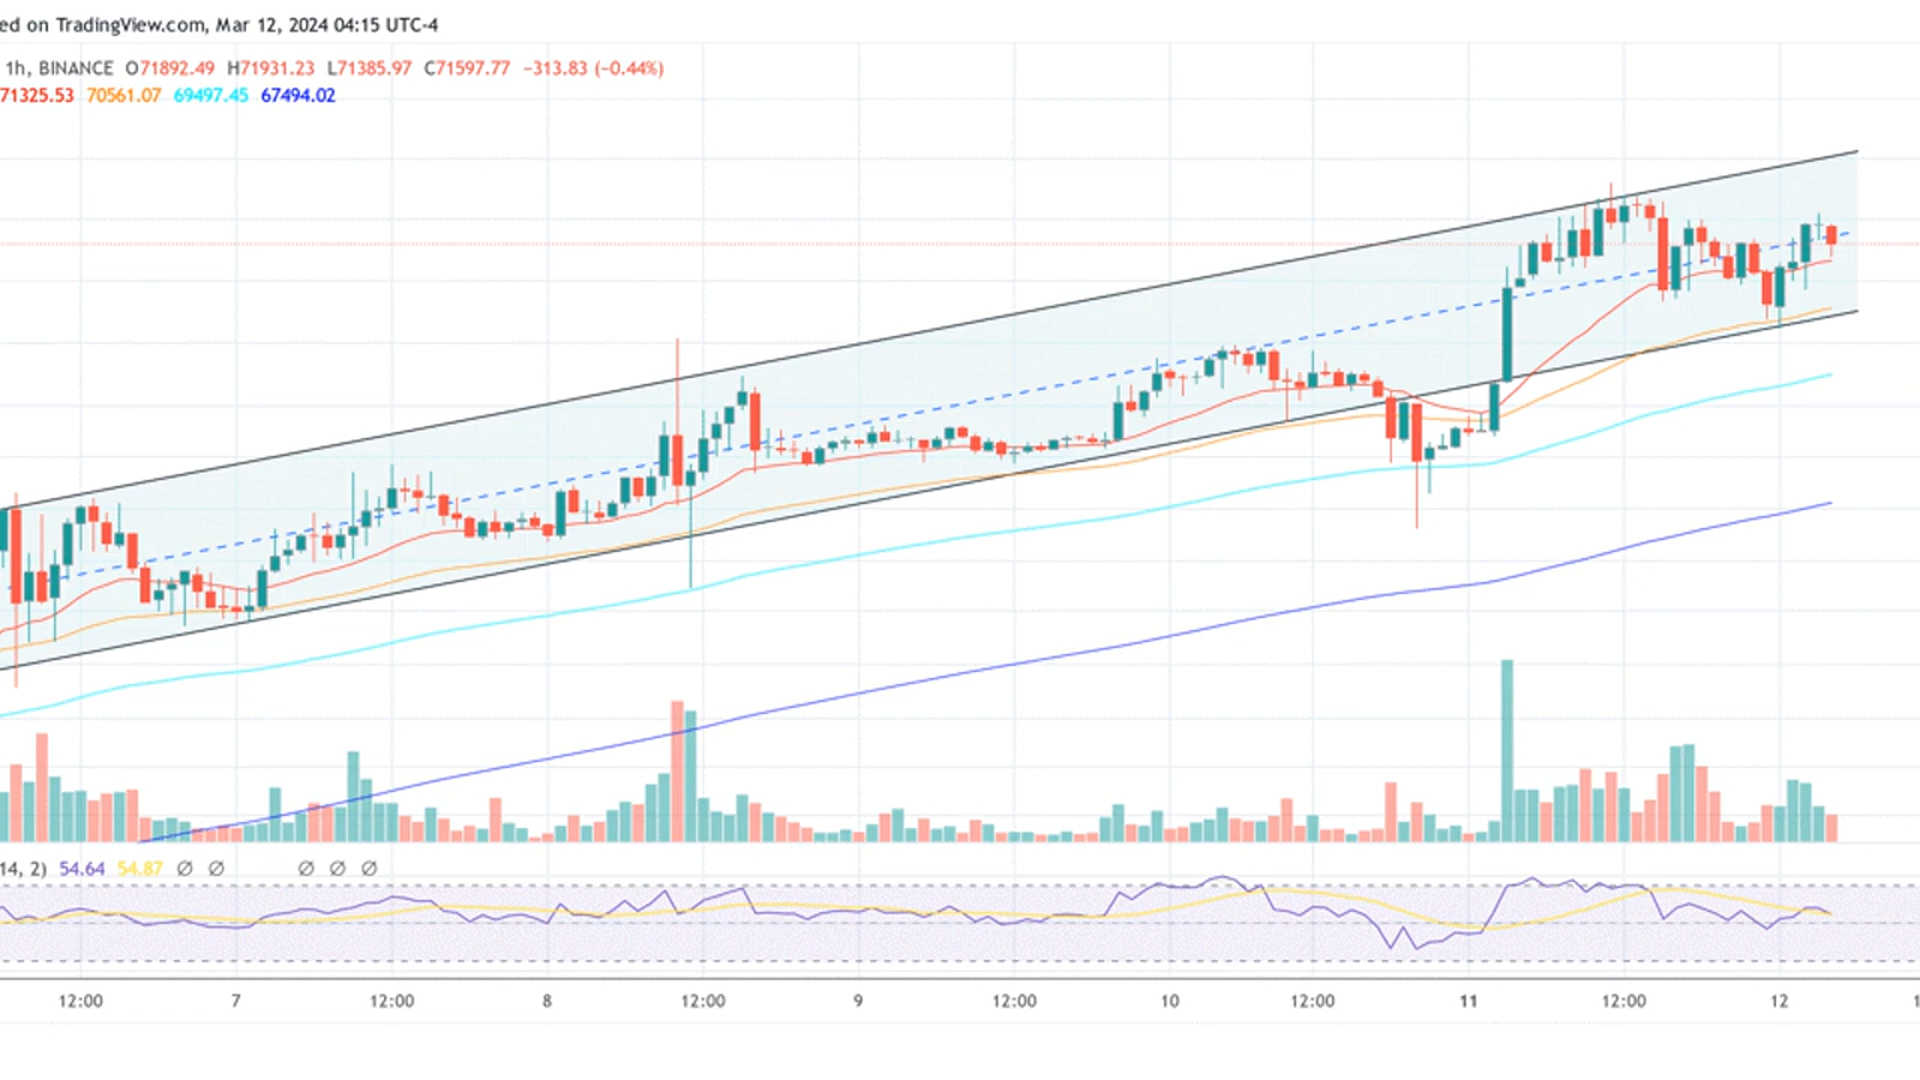 ed on TradingView.com, Mar 12, 2024 04:15 UTC-4
1h, BINANCE O71892.49 H71931.23 L71385.97 C71597.77 −313.83 (−0.44%)
71325.53 70561.07 69497.45 67494.02
14, 2) 54.64 54.87 ∅ ∅ ∅ ∅ ∅
12:00 7 12:00 8 12:00 9 12:00 10 12:00 11 12:00 12 1